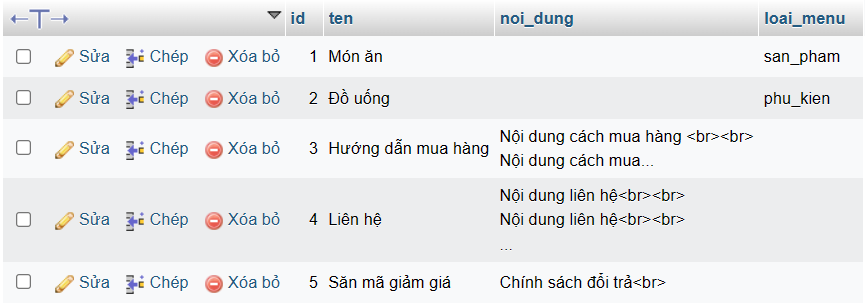 id ten noi_dung loai_menu
Sửa Chép Xóa bỏ 1 Món ăn san_pham
Sửa Chép Xóa bỏ 2 Đồ uống phu_kien
Sửa Chép Xóa bỏ 3 Hướng dẫn mua hàng Nội dung cách mua hàng <br><br>
Nội dung cách mua...
Sửa Chép Xóa bỏ 4 Liên hệ Nội dung liên hệ<br><br>
Nội dung liên hệ<br><br>
...
Sửa Chép Xóa bỏ 5 Săn mã giảm giá Chính sách đổi trả<br>